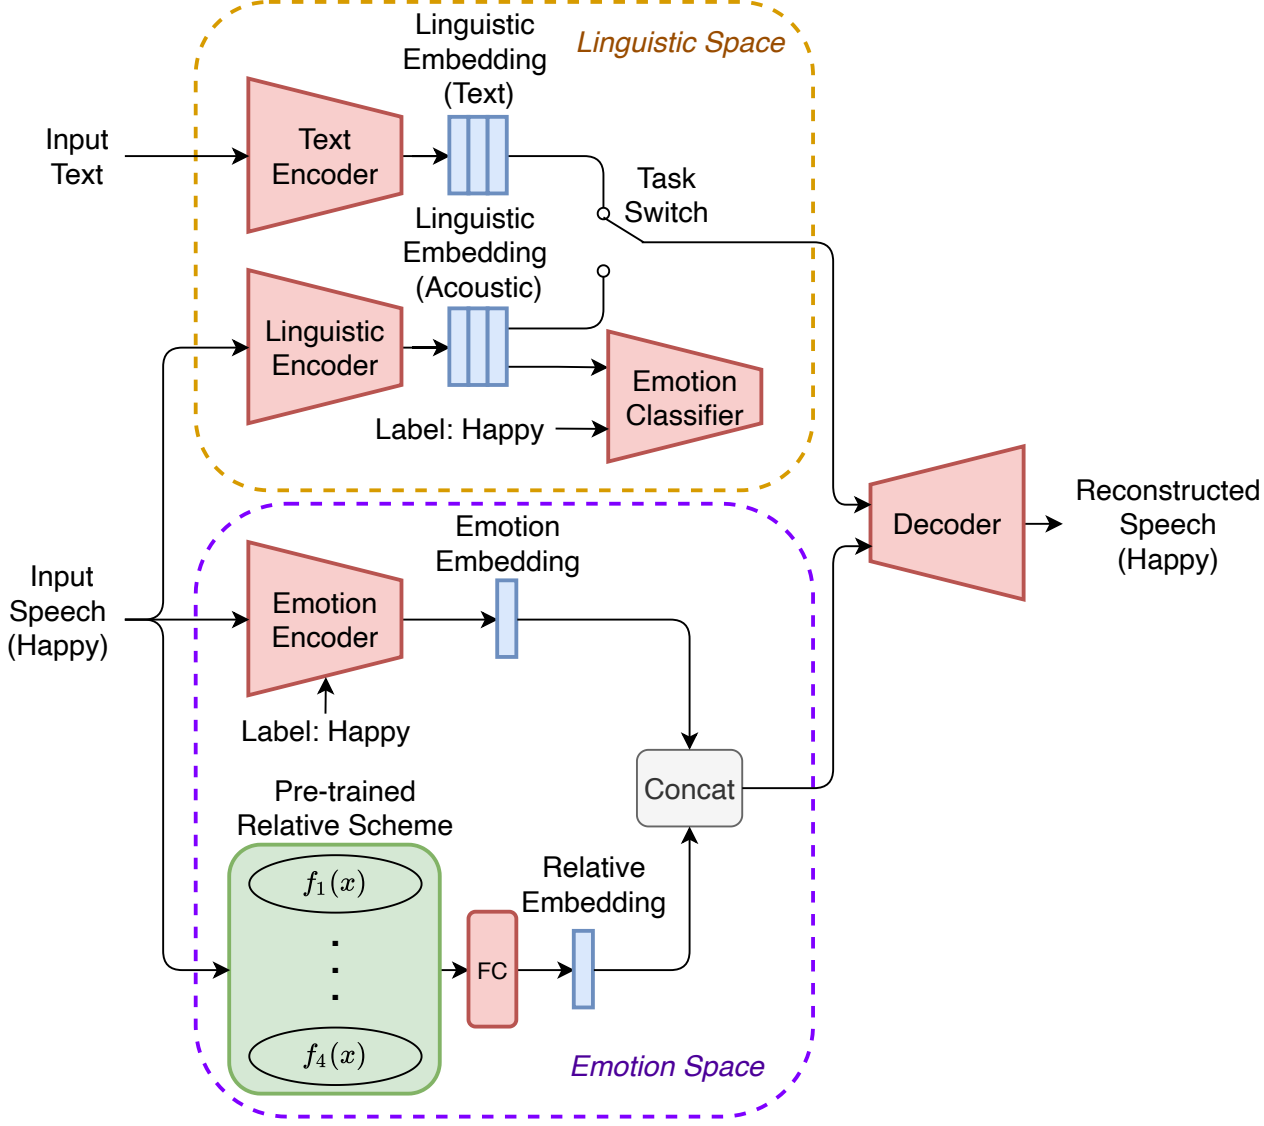 Linguistic
Embedding
(Text)
Linguistic Space
Input
Text
Text
Encoder
Task
Switch
Linguistic
Embedding
(Acoustic)
Linguistic
Encoder
Emotion
Classifier
Label: Happy
Input
Speech
(Happy)
Emotion
Embedding
Emotion
Encoder
Label: Happy
Decoder
Reconstructed
Speech
(Happy)
Concat
Pre-trained
Relative Scheme
f₁(x)
f₄(x)
FC
Relative
Embedding
Emotion Space